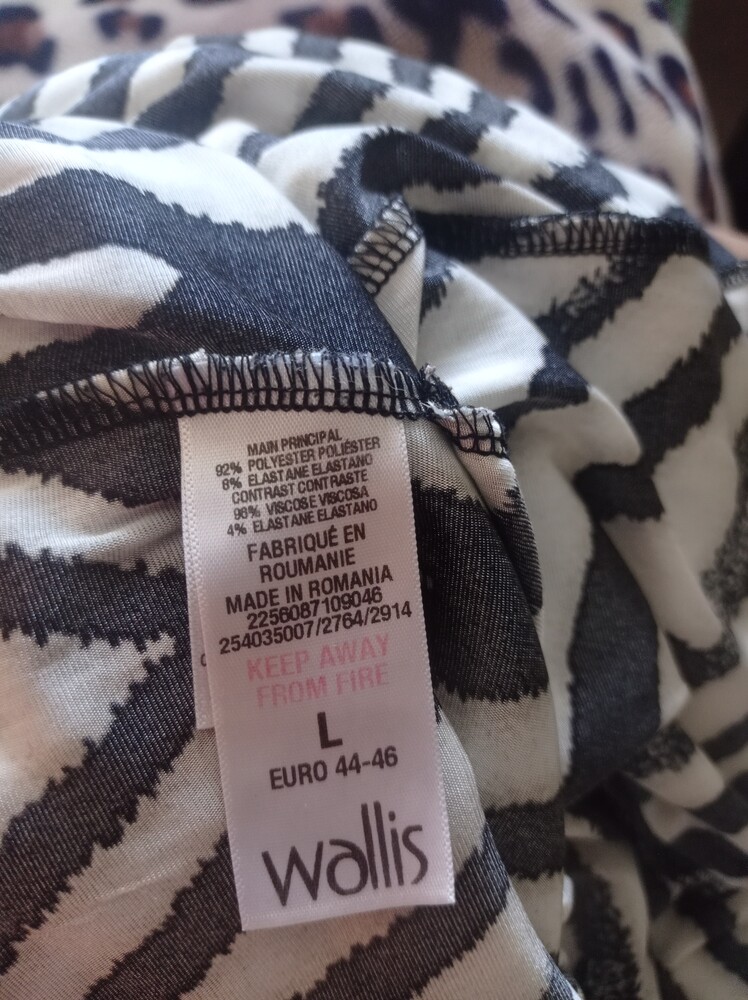 MAIN PRINCIPAL
92% POLYESTER POLIÉSTER
8% ELASTANE ELASTANO
CONTRAST CONTRASTE
96% VISCOSE VISCOSA
4% ELASTANE ELASTANO
FABRIQUÉ EN
ROUMANIE
MADE IN ROMANIA
2256087109046
254035007/2764/2914
KEEP AWAY
FROM FIRE
L
EURO 44-46
wallis